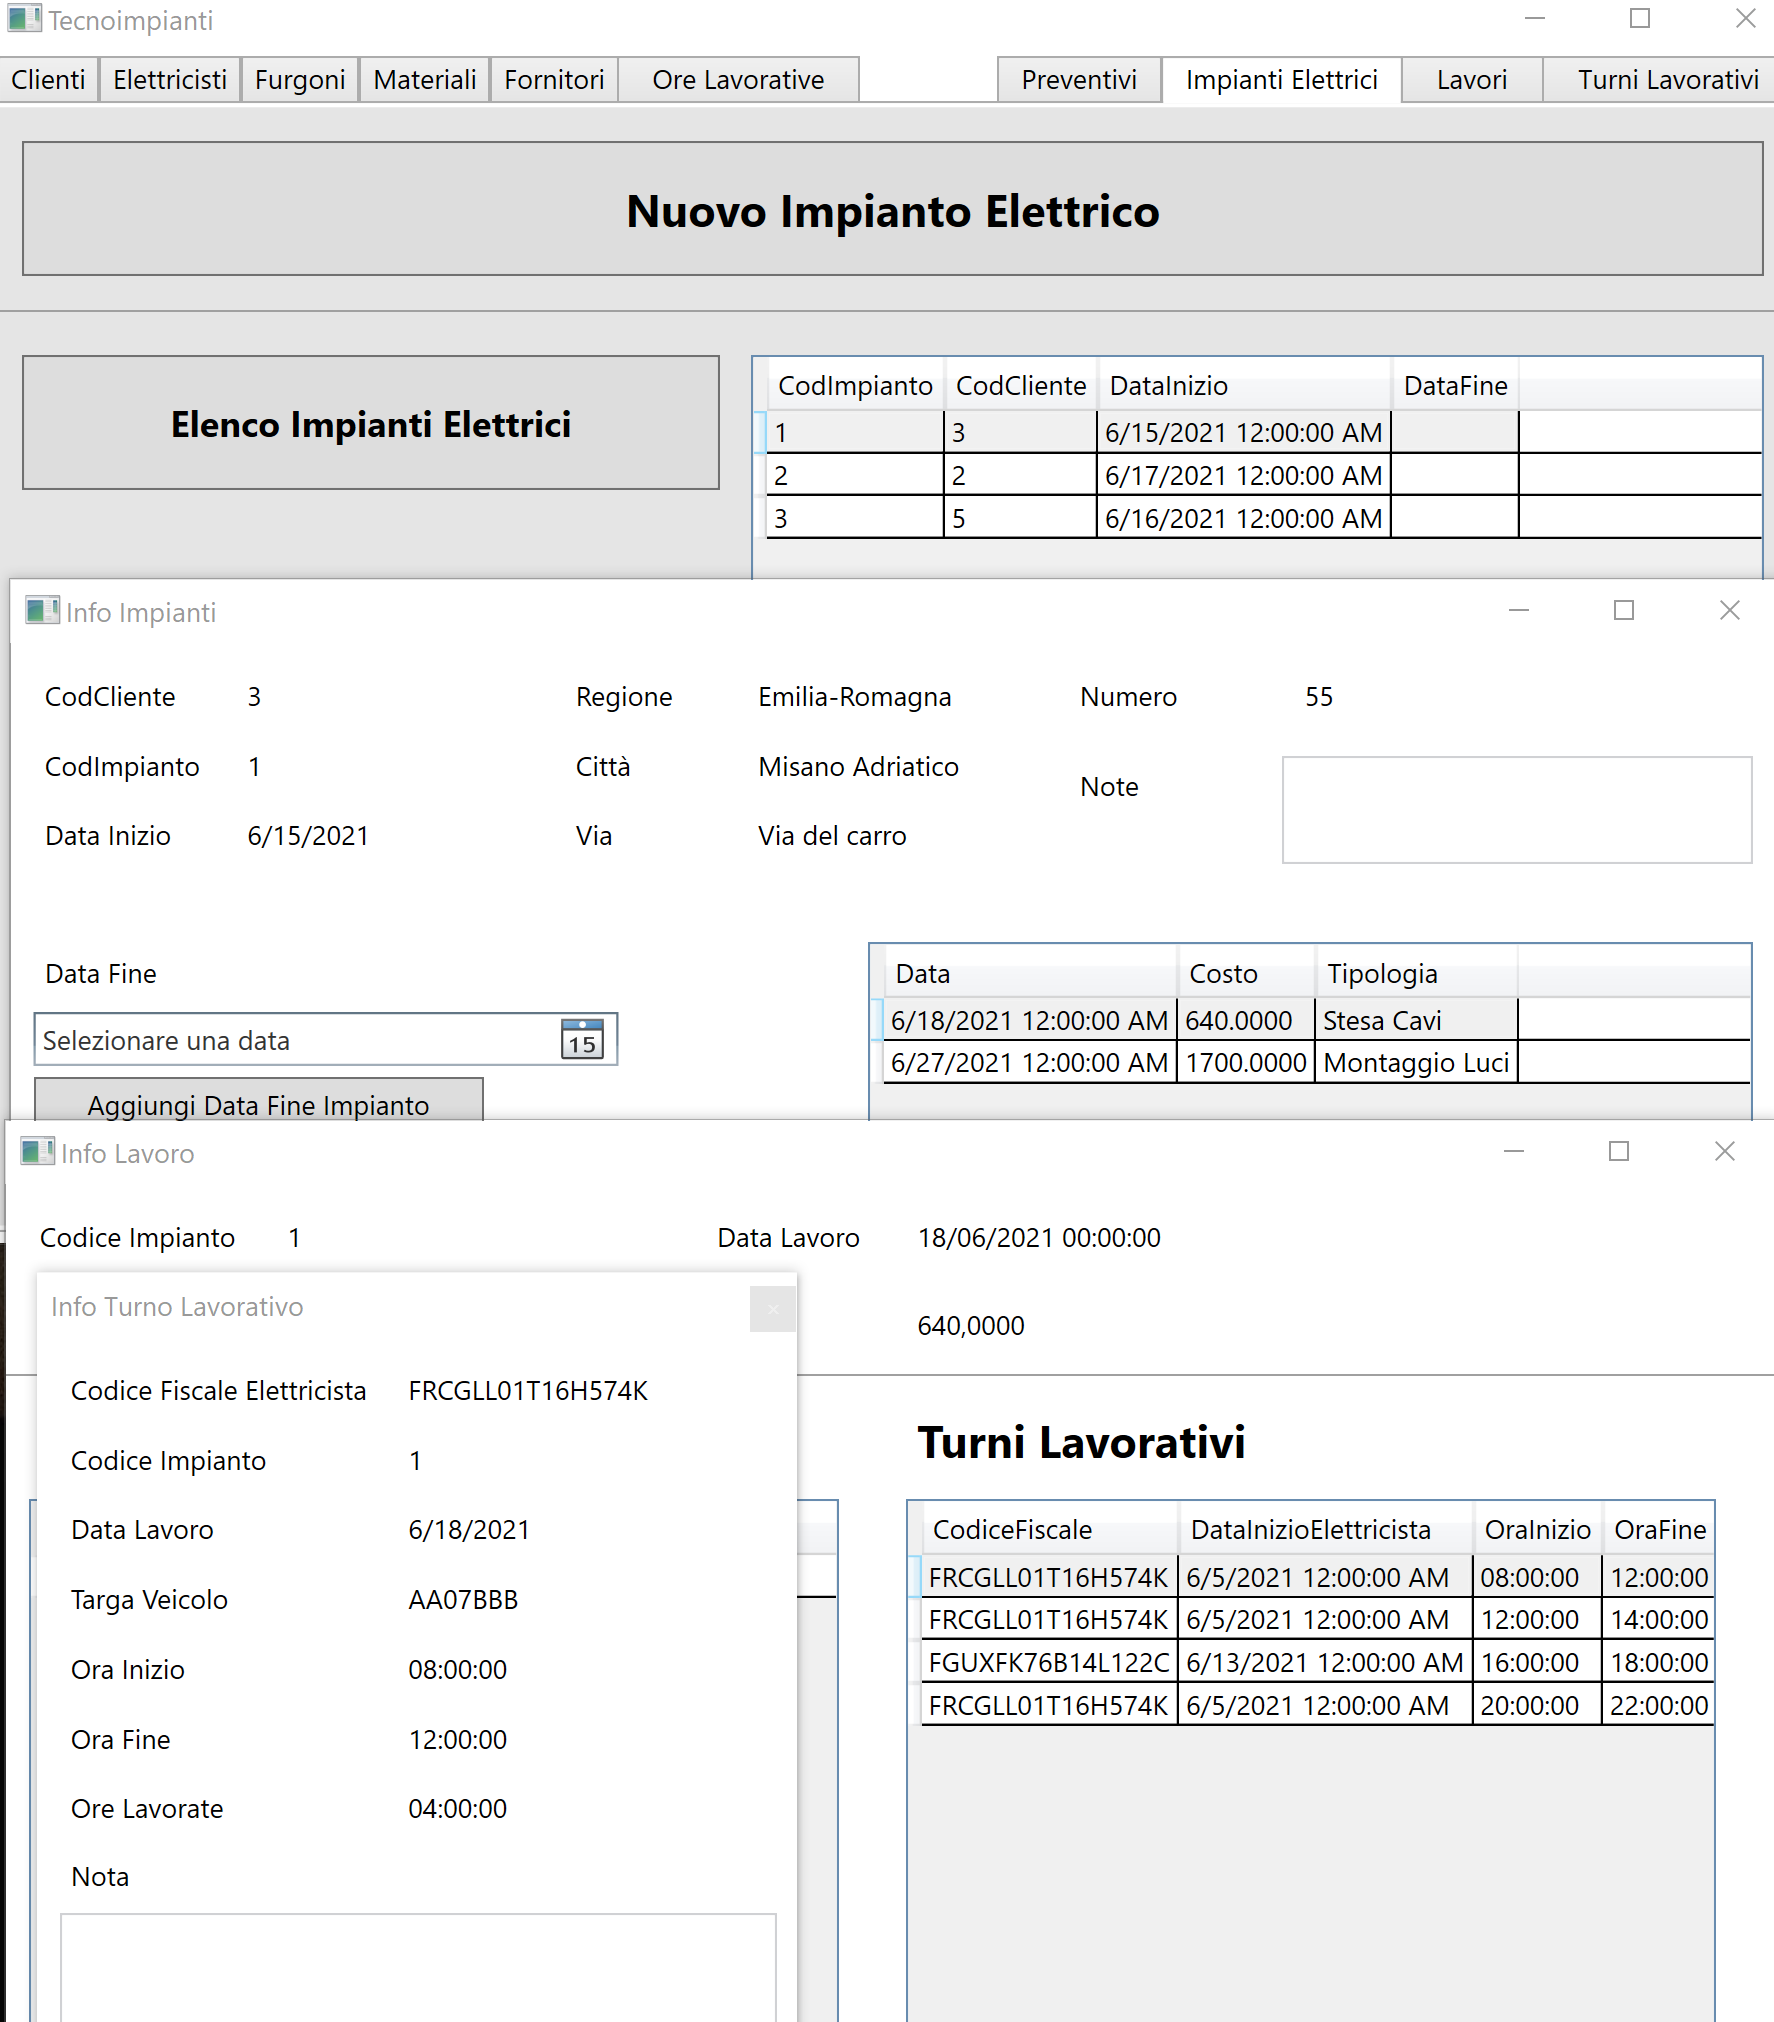 Tecnoimpianti
Clienti Elettricisti Furgoni Materiali Fornitori Ore Lavorative Preventivi Impianti Elettrici Lavori Turni Lavorativi
Nuovo Impianto Elettrico
Elenco Impianti Elettrici
CodImpianto CodCliente DataInizio DataFine
1 3 6/15/2021 12:00:00 AM
2 2 6/17/2021 12:00:00 AM
3 5 6/16/2021 12:00:00 AM
Info Impianti
CodCliente 3 Regione Emilia-Romagna Numero 55
CodImpianto 1 Città Misano Adriatico
Note
Data Inizio 6/15/2021 Via Via del carro
Data Fine
Selezionare una data 15
Aggiungi Data Fine Impianto
Data Costo Tipologia
6/18/2021 12:00:00 AM 640.0000 Stesa Cavi
6/27/2021 12:00:00 AM 1700.0000 Montaggio Luci
Info Lavoro
Codice Impianto 1 Data Lavoro 18/06/2021 00:00:00
640,0000
Info Turno Lavorativo
Codice Fiscale Elettricista FRCGLL01T16H574K
Codice Impianto 1
Data Lavoro 6/18/2021
Targa Veicolo AA07BBB
Ora Inizio 08:00:00
Ora Fine 12:00:00
Ore Lavorate 04:00:00
Nota
Turni Lavorativi
CodiceFiscale DataInizioElettricista OraInizio OraFine
FRCGLL01T16H574K 6/5/2021 12:00:00 AM 08:00:00 12:00:00
FRCGLL01T16H574K 6/5/2021 12:00:00 AM 12:00:00 14:00:00
FGUXFK76B14L122C 6/13/2021 12:00:00 AM 16:00:00 18:00:00
FRCGLL01T16H574K 6/5/2021 12:00:00 AM 20:00:00 22:00:00